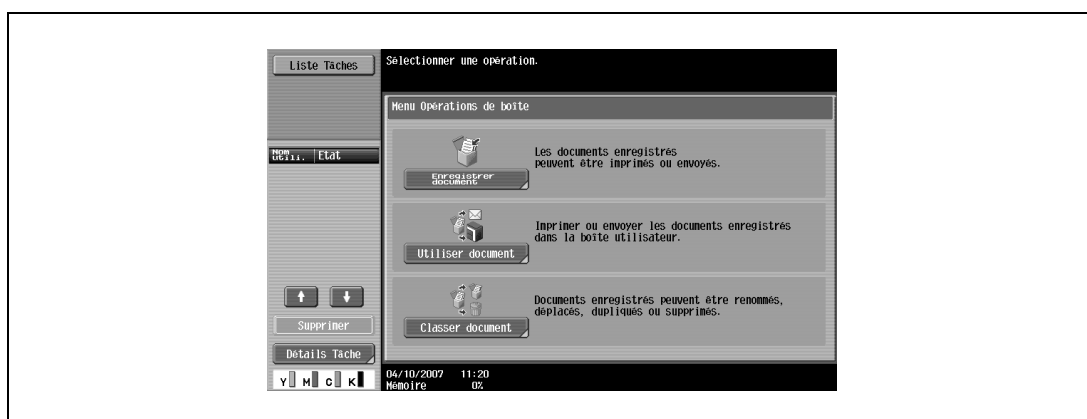 Liste Tâches
Sélectionner une opération.
Menu Opérations de boîte
Nom utili. Etat
Enregistrer
document
Les documents enregistrés
peuvent être imprimés ou envoyés.
Utiliser document
Imprimer ou envoyer les documents enregistrés
dans la boîte utilisateur.
Classer document
Documents enregistrés peuvent être renommés,
déplacés, dupliqués ou supprimés.
Supprimer
Détails Tâche
Y M C K
04/10/2007 11:20
Mémoire 0%